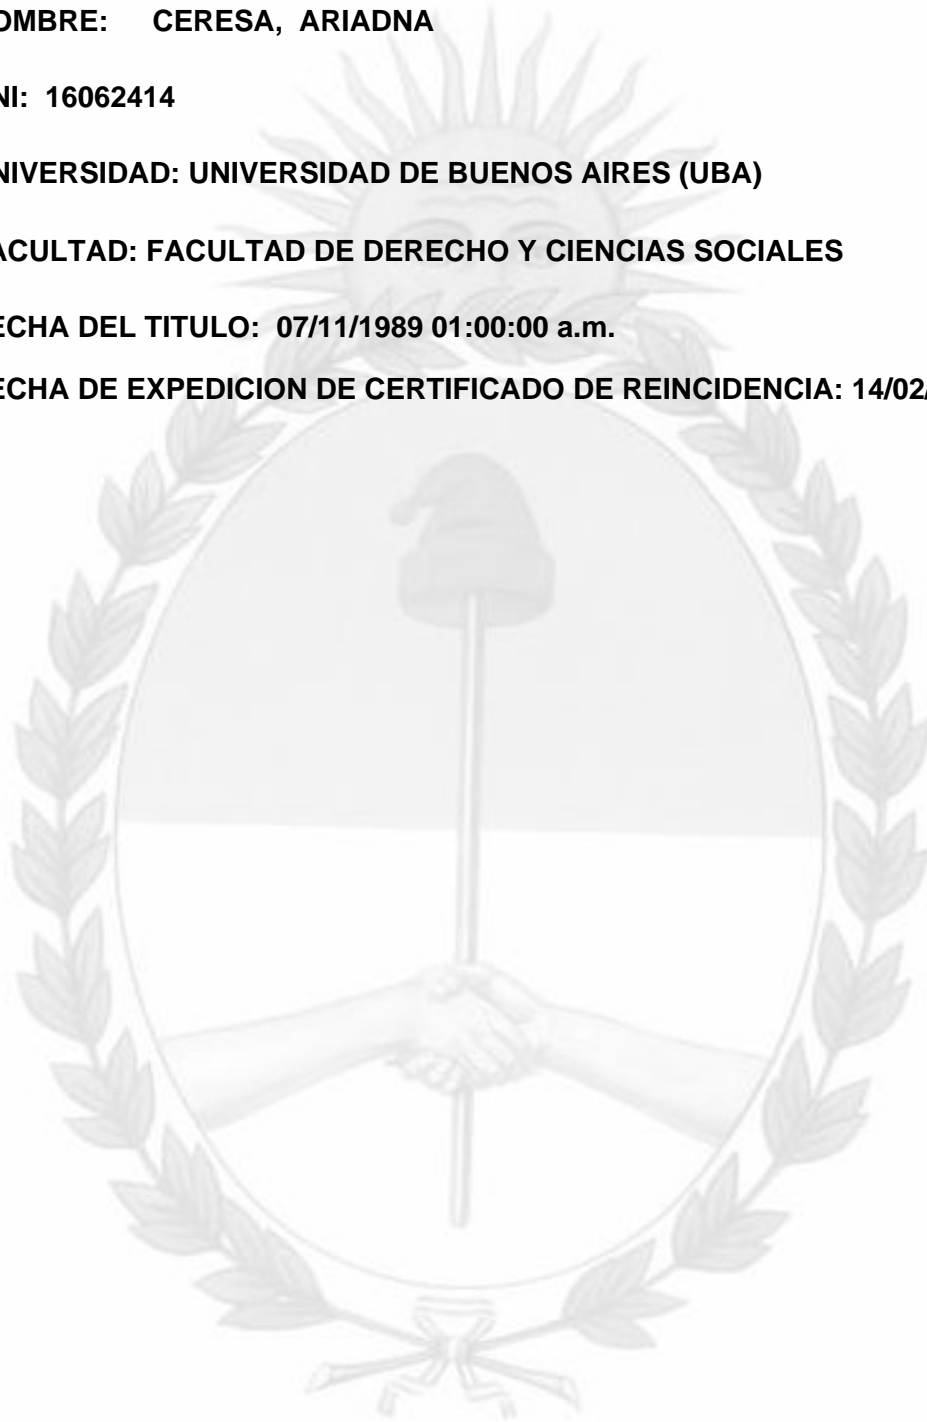 OMBRE: CERESA, ARIADNA
NI: 16062414
NIVERSIDAD: UNIVERSIDAD DE BUENOS AIRES (UBA)
ACULTAD: FACULTAD DE DERECHO Y CIENCIAS SOCIALES
ECHA DEL TITULO: 07/11/1989 01:00:00 a.m.
ECHA DE EXPEDICION DE CERTIFICADO DE REINCIDENCIA: 14/02/